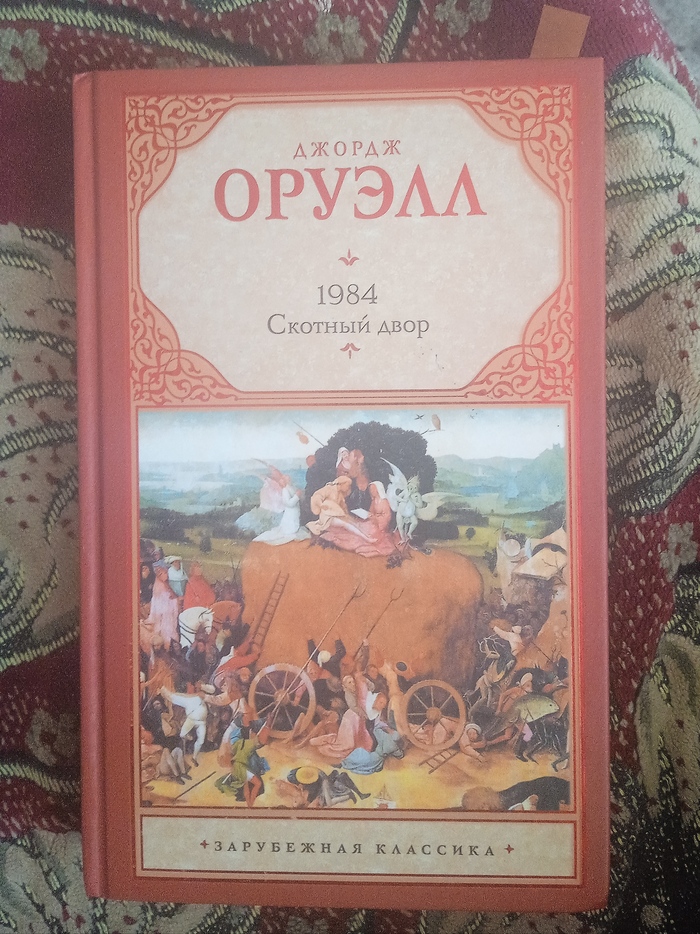 ДЖОРДЖ
ОРУЭЛЛ
1984
Скотный двор
ЗАРУБЕЖНАЯ КЛАССИКА